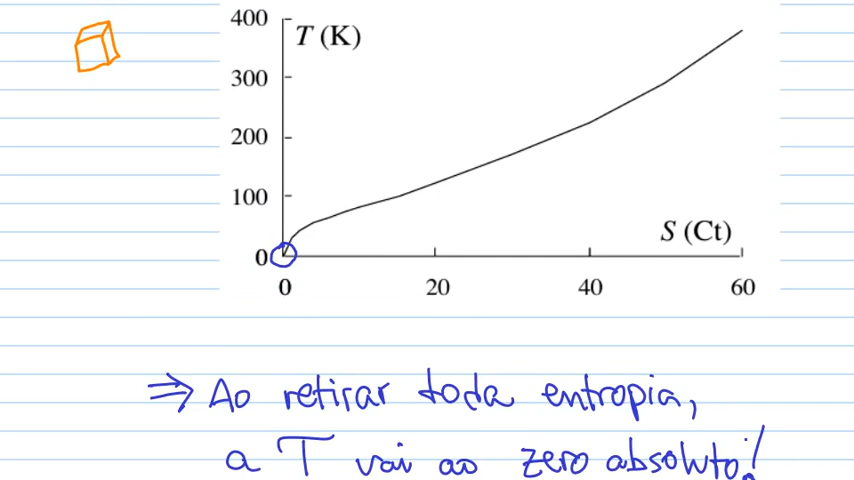 400
T (K)
300
200
100
S (Ct)
0
0 20 40 60
⇒ Ao retirar toda entropia,
a T vai ao zero absoluto!